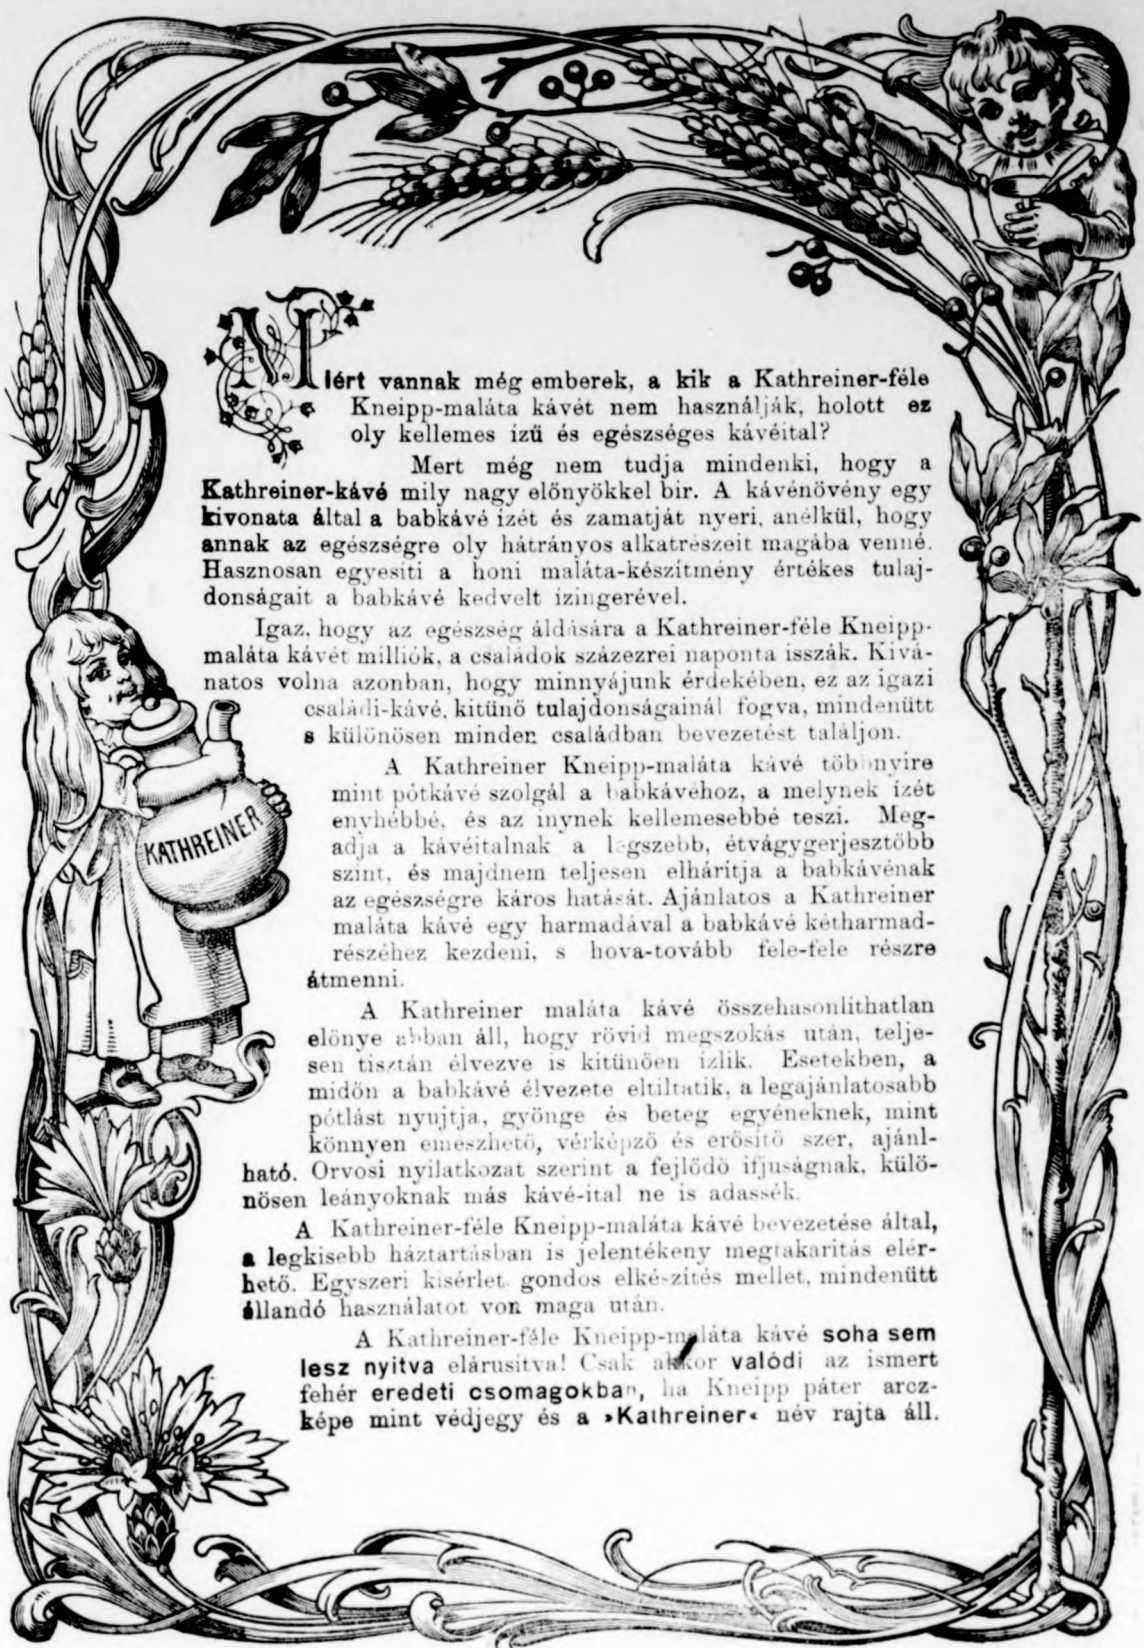 Miért vannak még emberek, a kik a Kathreiner-féle
Kneipp-maláta kávét nem használják, holott ez
oly kellemes ízű és egészséges kávéital?
Mert még nem tudja mindenki, hogy a
Kathreiner-kávé mily nagy előnyökkel bir. A kávénövény egy
kivonata által a babkávé izét és zamatját nyeri, anélkül, hogy
annak az egészségre oly hátrányos alkatrészeit magába venné.
Hasznosan egyesíti a honi maláta-készítmény értékes tulaj-
donságait a babkávé kedvelt ízingerével.
Igaz, hogy az egészség áldására a Kathreiner-féle Kneipp-
maláta kávét milliók, a családok százezrei naponta isszák. Kivá-
natos volna azonban, hogy minnyájunk érdekében, ez az igazi
családi-kávé, kitünő tulajdonságainál fogva, mindenütt
s különösen minden családban bevezetést találjon.
A Kathreiner Kneipp-maláta kávé többnyire
mint pótkávé szolgál a babkávéhoz, a melynek ízét
enyhébbé, és az inynek kellemesebbé teszi. Meg-
adja a kávéitalnak a legszebb, étvágygerjesztőbb
szint, és majdnem teljesen elhárítja a babkávénak
az egészségre káros hatását. Ajánlatos a Kathreiner
maláta kávé egy harmadával a babkávé kétharmad-
részéhez kezdeni, s hova-tovább fele-fele részre
átmenni.
A Kathreiner maláta kávé összehasonlíthatlan
előnye abban áll, hogy rövid megszokás után, telje-
sen tisztán élvezve is kitünően ízlik. Esetekben, a
midőn a babkávé élvezete eltiltatik, a legajánlatosabb
pótlást nyujtja, gyönge és beteg egyéneknek, mint
könnyen emészhető, vérképző és erősítő szer, ajánl-
ható. Orvosi nyilatkozat szerint a fejlődő ifjuságnak, külö-
nösen leányoknak más kávé-ital ne is adassék.
A Kathreiner-féle Kneipp-maláta kávé bevezetése által,
a legkisebb háztartásban is jelentékeny megtakaritás elér-
hető. Egyszeri kisérlet gondos elkészítés mellet, mindenütt
állandó használatot von maga után.
A Kathreiner-féle Kneipp-maláta kávé soha sem
lesz nyitva elárusitva! Csak akkor valódi az ismert
fehér eredeti csomagokban, ha Kneipp páter arcz-
képe mint védjegy és a »Kathreiner« név rajta áll.
KATHREINER